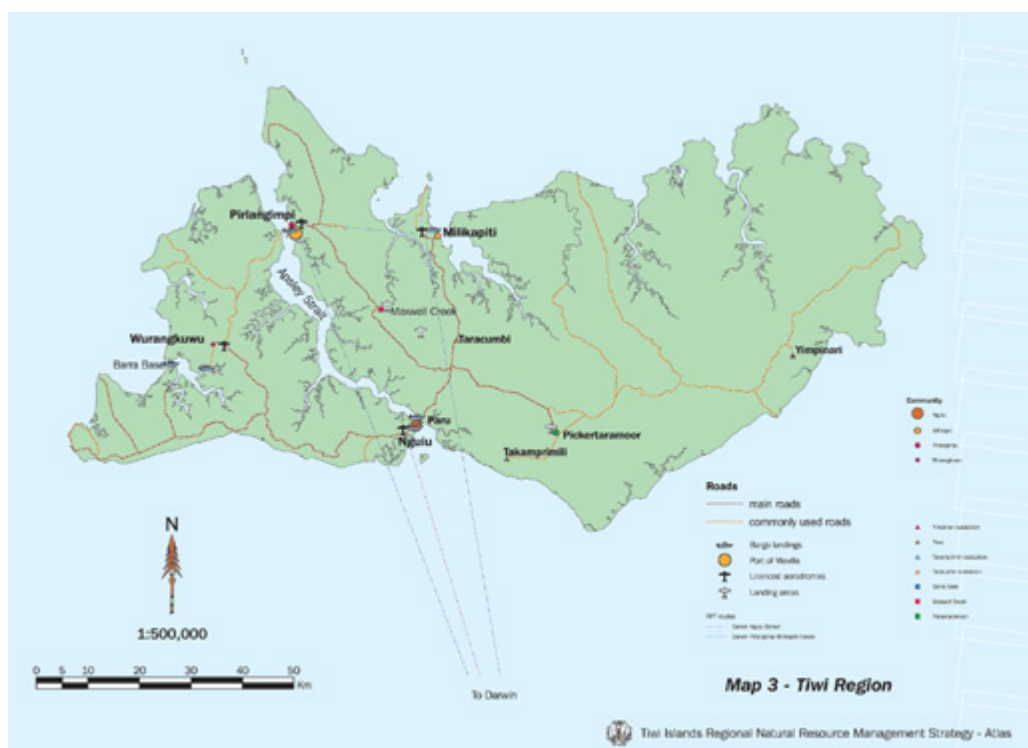 Pirlangimpi
Milikapiti
Apsley Strait
Maxwell Creek
Wurangkuwu
Taracumbi
Barra Base
Yimpinari
Paru
Nguiu
Pickertaramoor
Takamprimili
Community
Roads
main roads
commonly used roads
Barge landings
Port of Melville
Licenced aerodromes
Landing areas
N
1:500,000
0 5 10 20 30 40 50
Km
To Darwin
Map 3 - Tiwi Region
Tiwi Islands Regional Natural Resource Management Strategy - Atlas